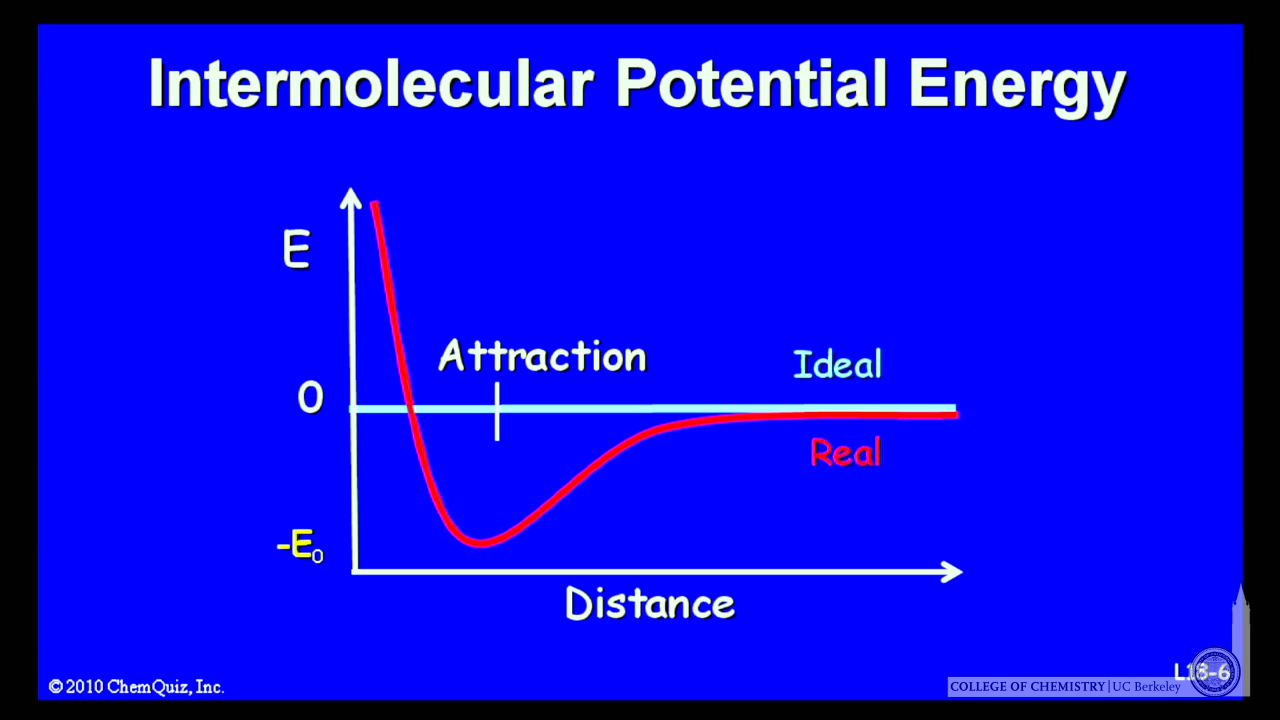 Intermolecular Potential Energy
E
Attraction
Ideal
0
Real
-E₀
Distance
L13-6
© 2010 ChemQuiz, Inc.
COLLEGE OF CHEMISTRY | UC Berkeley